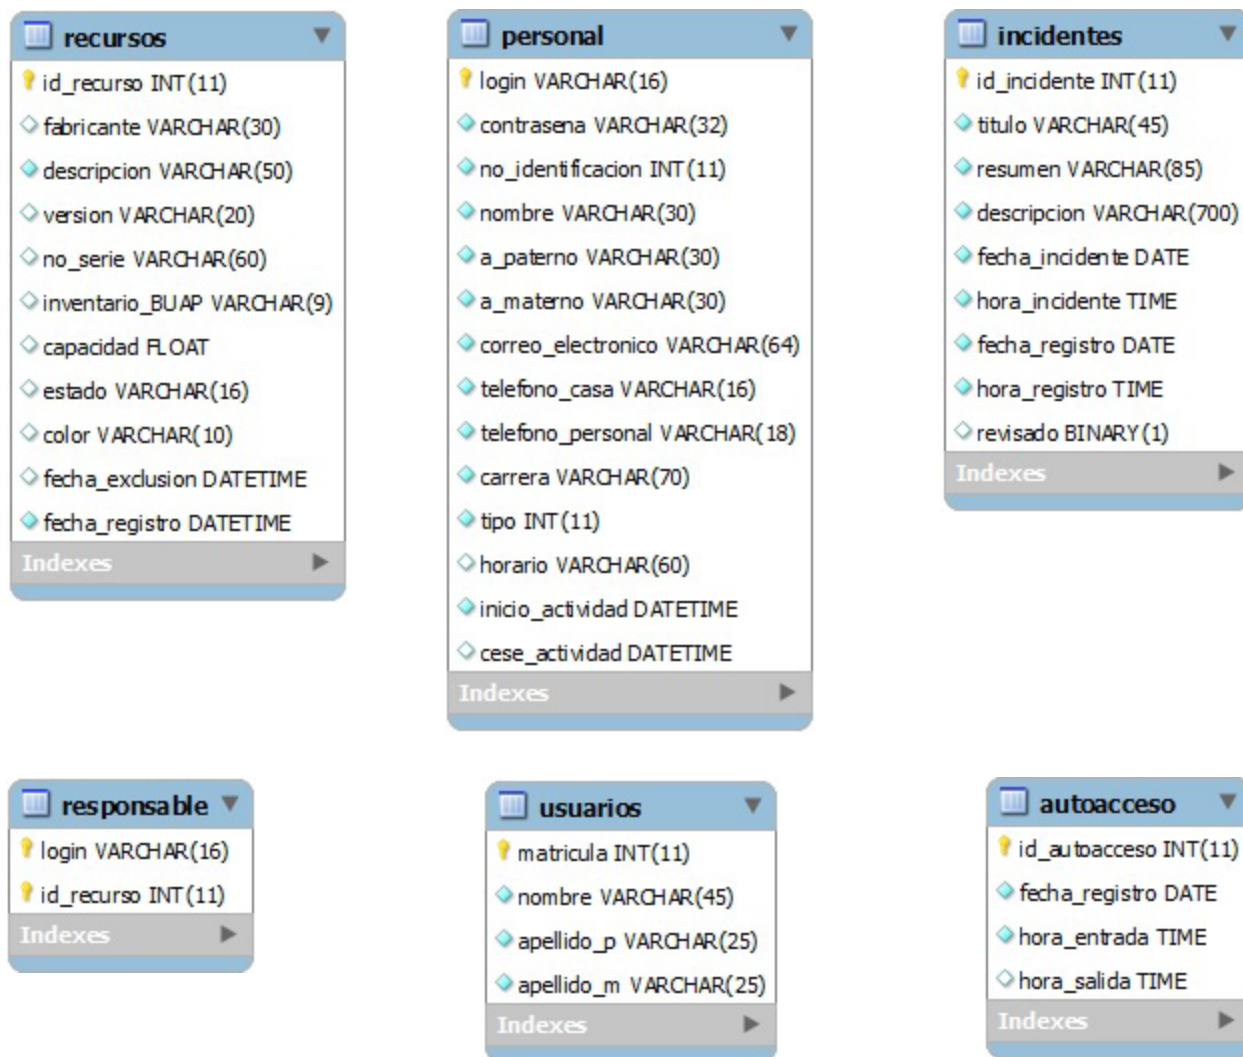 recursos
id_recurso INT(11)
fabricante VARCHAR(30)
descripcion VARCHAR(50)
version VARCHAR(20)
no_serie VARCHAR(60)
inventario_BUAP VARCHAR(9)
capacidad FLOAT
estado VARCHAR(16)
color VARCHAR(10)
fecha_exclusion DATETIME
fecha_registro DATETIME
Indexes
personal
login VARCHAR(16)
contrasena VARCHAR(32)
no_identificacion INT(11)
nombre VARCHAR(30)
a_paterno VARCHAR(30)
a_materno VARCHAR(30)
correo_electronico VARCHAR(64)
telefono_casa VARCHAR(16)
telefono_personal VARCHAR(18)
carrera VARCHAR(70)
tipo INT(11)
horario VARCHAR(60)
inicio_actividad DATETIME
cese_actividad DATETIME
Indexes
incidentes
id_incidente INT(11)
titulo VARCHAR(45)
resumen VARCHAR(85)
descripcion VARCHAR(700)
fecha_incidente DATE
hora_incidente TIME
fecha_registro DATE
hora_registro TIME
revisado BINARY(1)
Indexes
responsable
login VARCHAR(16)
id_recurso INT(11)
Indexes
usuarios
matricula INT(11)
nombre VARCHAR(45)
apellido_p VARCHAR(25)
apellido_m VARCHAR(25)
Indexes
autoacceso
id_autoacceso INT(11)
fecha_registro DATE
hora_entrada TIME
hora_salida TIME
Indexes